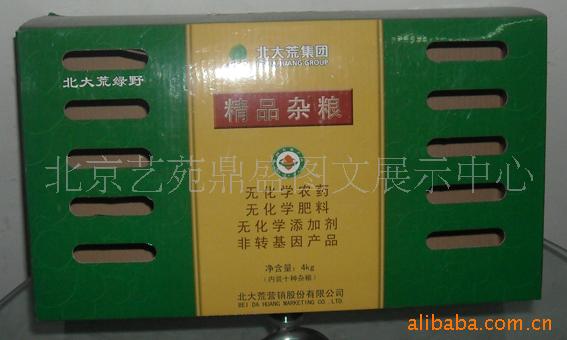 北大荒集团
HUANG GROUP
北大荒绿野
精品杂粮
北京艺苑鼎盛图文展示中心
无化学农药
无化学肥料
无化学添加剂
非转基因产品
净含量：4kg
（内装十种杂粮）
北大荒营销股份有限公司
BEI DA HUANG MARKETING CO. LTD.
alibaba.com.cn